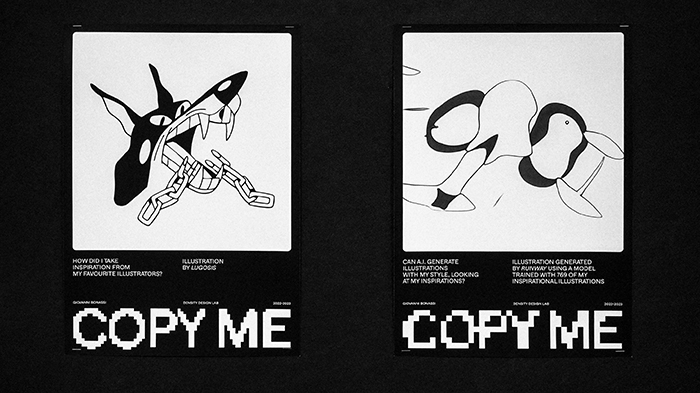 HOW DID I TAKE
INSPIRATION FROM
MY FAVOURITE ILLUSTRATORS?
ILLUSTRATION
BY LUGOSIS
GIOVANNI BONASSI
DENSITY DESIGN LAB
2022-2023
COPY ME
CAN A.I. GENERATE
ILLUSTRATIONS
WITH MY STYLE, LOOKING
AT MY INSPIRATIONS?
ILLUSTRATION GENERATED
BY RUNWAY USING A MODEL
TRAINED WITH 769 OF MY
INSPIRATIONAL ILLUSTRATIONS
GIOVANNI BONASSI
DENSITY DESIGN LAB
2022-2023
COPY ME